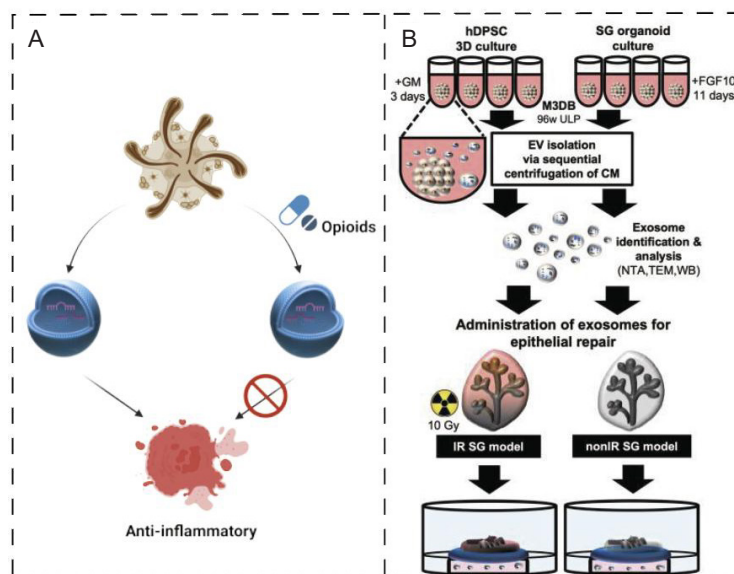 A
Opioids
Anti-inflammatory
B
hDPSC
3D culture
SG organoid
culture
+GM
3 days
+FGF10
11 days
M3DB
96w ULP
EV isolation
via sequential
centrifugation of CM
Exosome
identification &
analysis
(NTA,TEM,WB)
Administration of exosomes for
epithelial repair
10 Gy
IR SG model
nonIR SG model